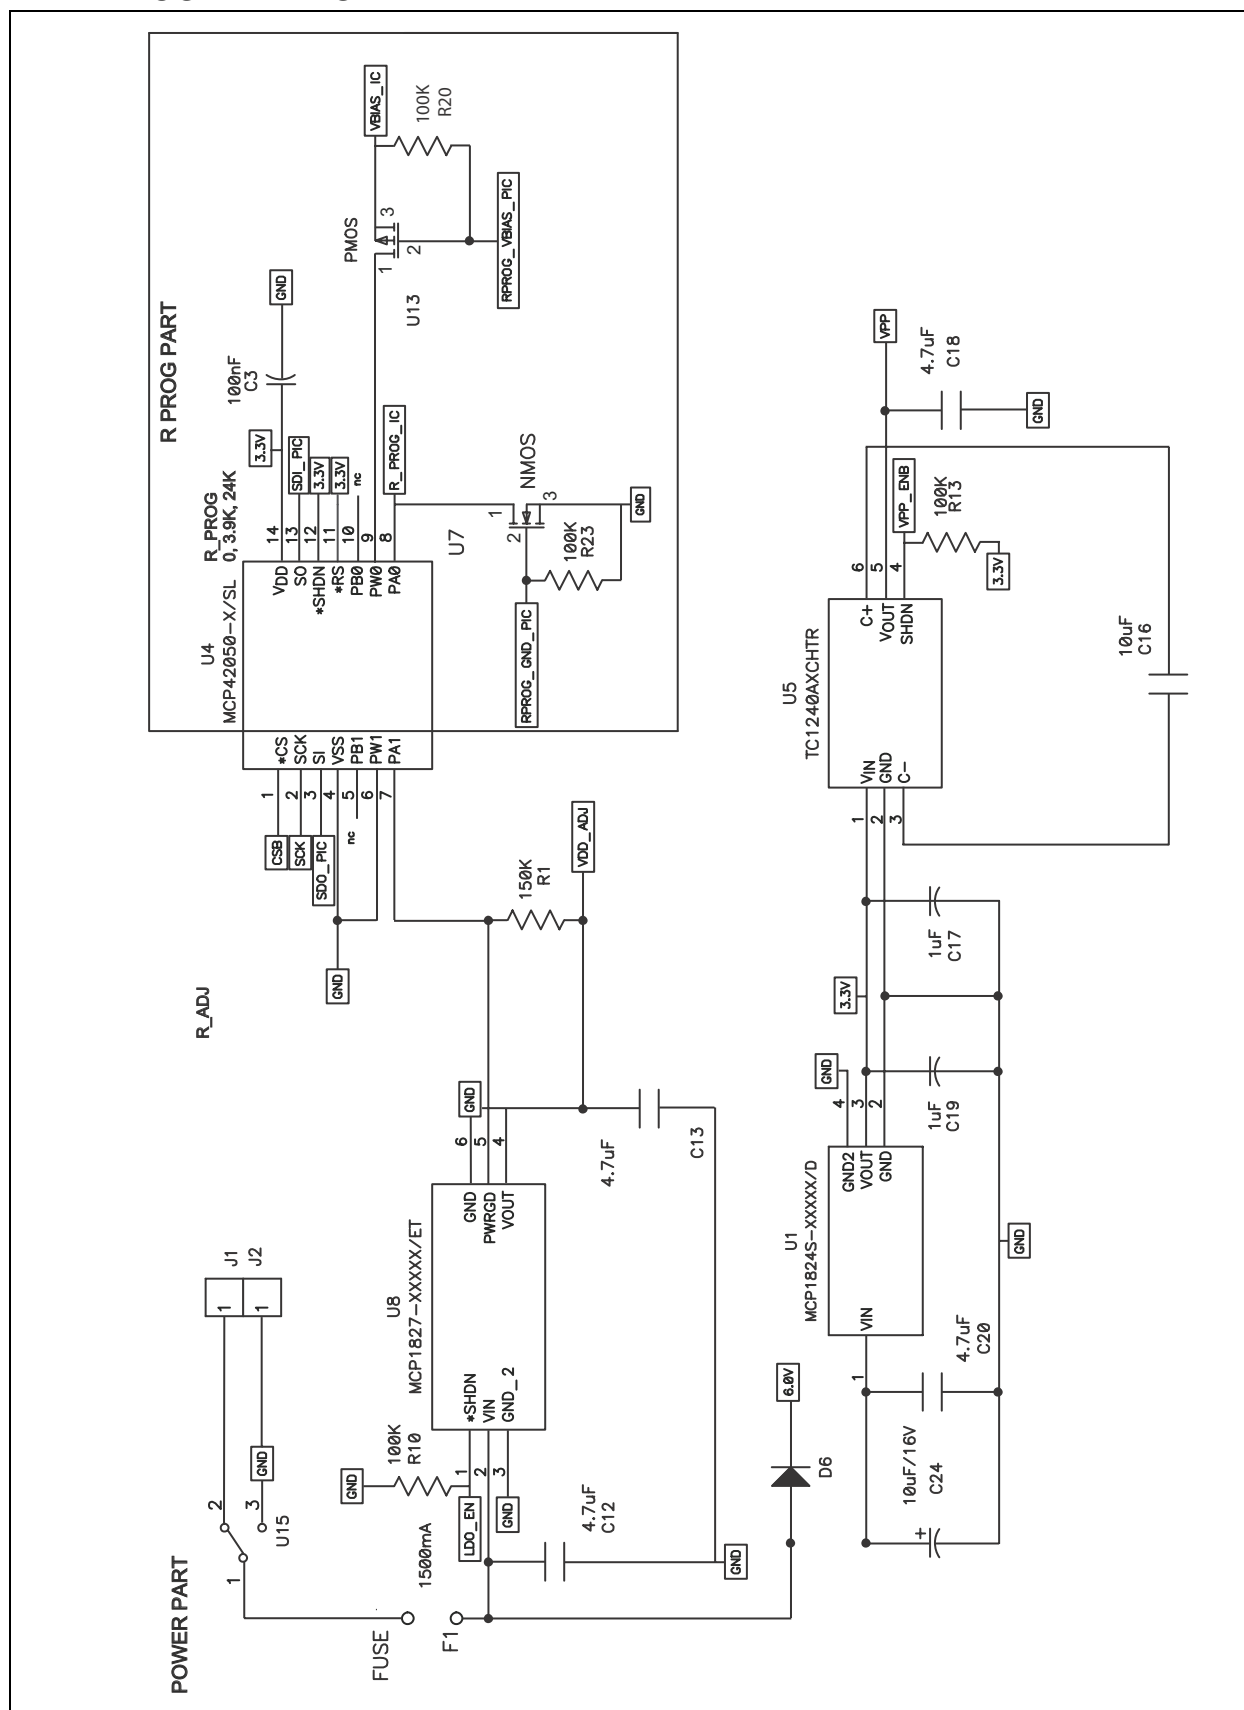 POWER PART
FUSE
F1
1500mA
1
2
3
U15
J1
J2
1
1
GND
GND
100K
R10
LDO_EN
1
2
3
GND
4.7uF
C12
GND
U8
MCP1827-XXXXX/ET
*SHDN
VIN
GND_2
GND
PWRGD
VOUT
6
5
4
GND
4.7uF
C13
R_ADJ
150K
R1
VDD_ADJ
GND
CSB
SCK
SDO_PIC
nc
1
2
3
4
5
6
7
*CS
SCK
SI
VSS
PB1
PW1
PA1
U4
MCP42050-X/SL
VDD
SO
*SHDN
*RS
PB0
PW0
PA0
14
13
12
11
10
9
8
R_PROG
0, 3.9K, 24K
R PROG PART
3.3V
SDI_PIC
3.3V
3.3V
nc
R_PROG_IC
100nF
C3
GND
U7
NMOS
1
2
3
100K
R23
RPROG_GND_PIC
GND
PMOS
1
2
3
U13
VBIAS_IC
100K
R20
RPROG_VBIAS_PIC
D6
6.0V
10uF/16V
C24
4.7uF
C20
1
U1
MCP1824S-XXXXX/D
VIN
GND2
VOUT
GND
4
3
2
GND
GND
1uF
C19
3.3V
1uF
C17
1
2
3
U5
TC1240AXCHTR
VIN
GND
C-
C+
VOUT
SHDN
6
5
4
VPP_ENB
100K
R13
3.3V
VPP
4.7uF
C18
GND
10uF
C16